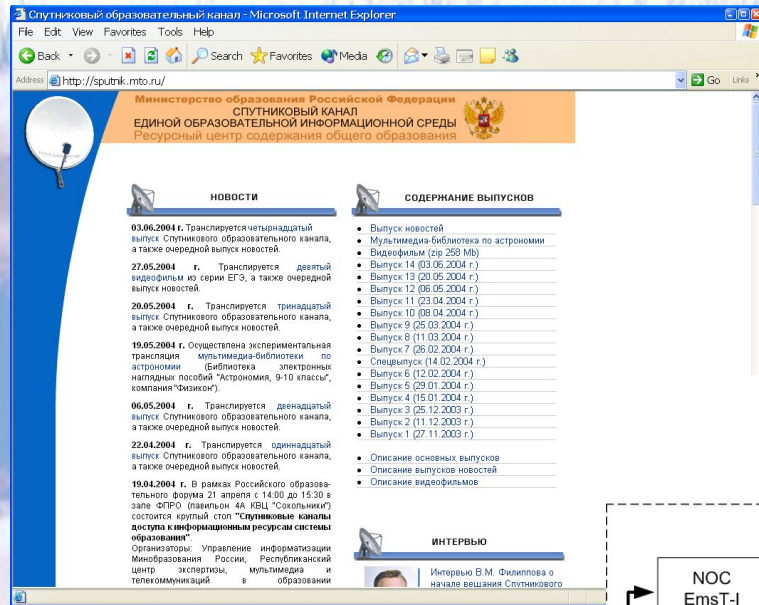 Спутниковый образовательный канал - Microsoft Internet Explorer
File Edit View Favorites Tools Help
Back Search Favorites Media
Address http://sputnik.mto.ru/ Go Links
Министерство образования Российской Федерации
СПУТНИКОВЫЙ КАНАЛ
ЕДИНОЙ ОБРАЗОВАТЕЛЬНОЙ ИНФОРМАЦИОННОЙ СРЕДЫ
Ресурсный центр содержания общего образования
НОВОСТИ
03.06.2004 г. Транслируется четырнадцатый
выпуск Спутникового образовательного канала,
а также очередной выпуск новостей.
27.05.2004 г. Транслируется девятый
видеофильм из серии ЕГЭ, а также очередной
выпуск новостей.
20.05.2004 г. Транслируется тринадцатый
выпуск Спутникового образовательного канала,
а также очередной выпуск новостей.
19.05.2004 г. Осуществлена экспериментальная
трансляция мультимедиа-библиотеки по
астрономии (Библиотека электронных
наглядных пособий "Астрономия, 9-10 классы",
компания "Физикон").
06.05.2004 г. Транслируется двенадцатый
выпуск Спутникового образовательного канала,
а также очередной выпуск новостей.
22.04.2004 г. Транслируется одиннадцатый
выпуск Спутникового образовательного канала,
а также очередной выпуск новостей.
19.04.2004 г. В рамках Российского образова-
тельного форума 21 апреля с 14:00 до 15:30 в
зале ФПРО (павильон 4А КВЦ "Сокольники")
состоится круглый стол "Спутниковые каналы
доступа к информационным ресурсам системы
образования".
Организаторы: Управление информатизации
Минобразования России, Республиканский
центр экспертизы, мультимедиа и
телекоммуникаций в образовании
СОДЕРЖАНИЕ ВЫПУСКОВ
Выпуск новостей
Мультимедиа-библиотека по астрономии
Видеофильм (zip 258 Mb)
Выпуск 14 (03.06.2004 г.)
Выпуск 13 (20.05.2004 г.)
Выпуск 12 (06.05.2004 г.)
Выпуск 11 (23.04.2004 г.)
Выпуск 10 (08.04.2004 г.)
Выпуск 9 (25.03.2004 г.)
Выпуск 8 (11.03.2004 г.)
Выпуск 7 (26.02.2004 г.)
Спецвыпуск (14.02.2004 г.)
Выпуск 6 (12.02.2004 г.)
Выпуск 5 (29.01.2004 г.)
Выпуск 4 (15.01.2004 г.)
Выпуск 3 (25.12.2003 г.)
Выпуск 2 (11.12.2003 г.)
Выпуск 1 (27.11.2003 г.)
Описание основных выпусков
Описание выпусков новостей
Описание видеофильмов
ИНТЕРВЬЮ
Интервью В.М. Филиппова о
начале вещания Спутникового
NOC
EmsT-I